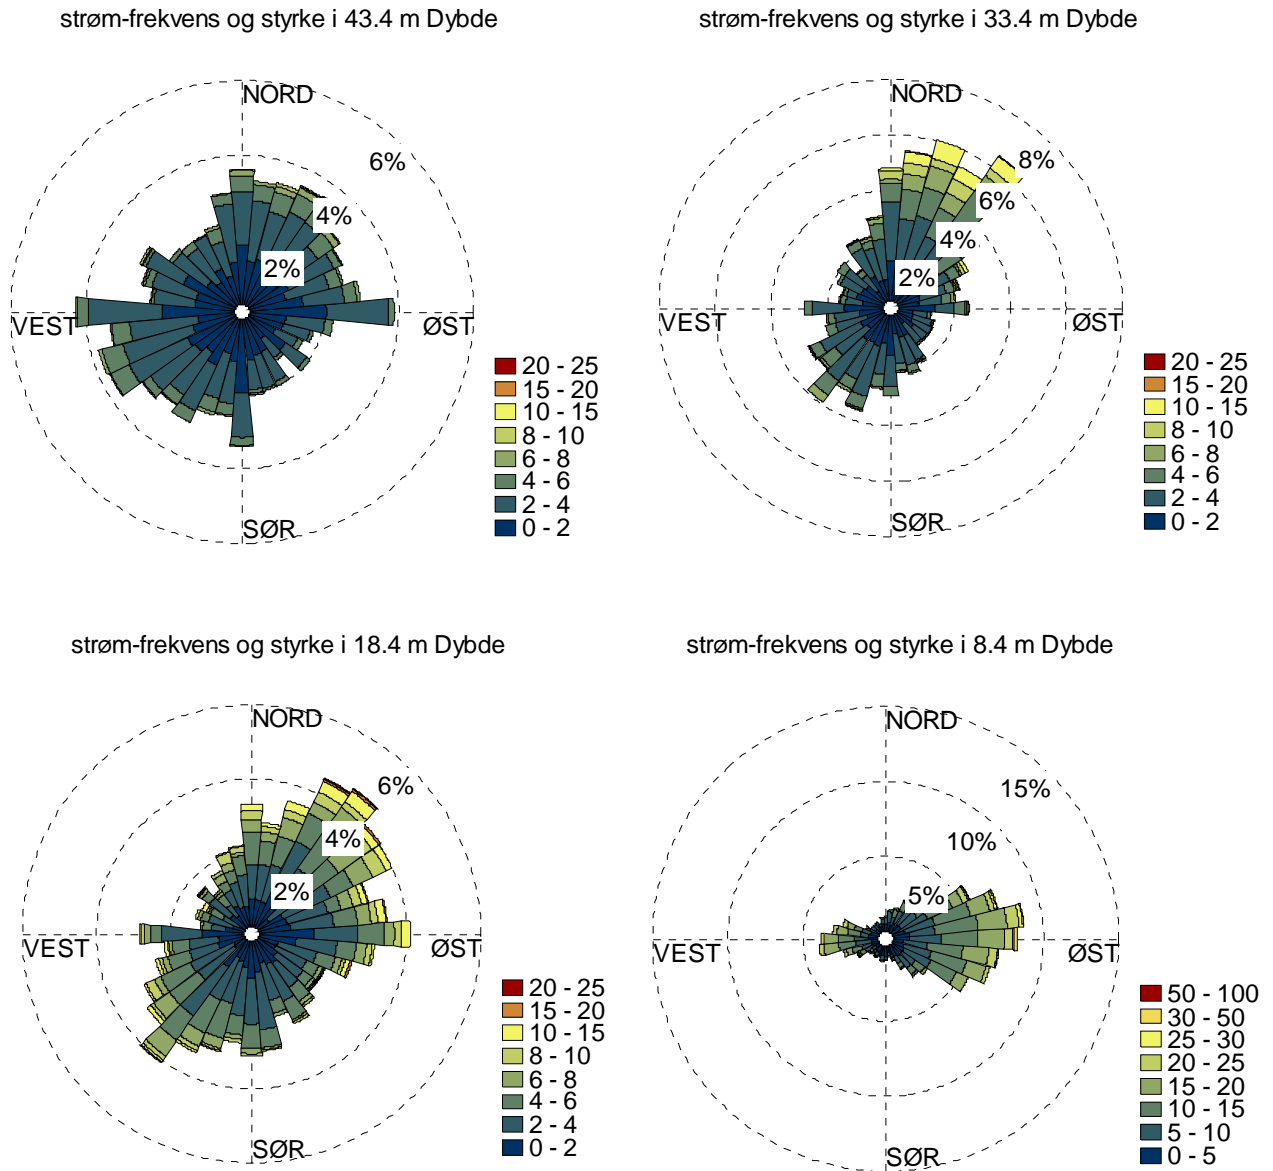 strøm-frekvens og styrke i 43.4 m Dybde
NORD
6%
4%
2%
VEST
ØST
SØR
20 - 25
15 - 20
10 - 15
8 - 10
6 - 8
4 - 6
2 - 4
0 - 2
strøm-frekvens og styrke i 33.4 m Dybde
NORD
8%
6%
4%
2%
VEST
ØST
SØR
20 - 25
15 - 20
10 - 15
8 - 10
6 - 8
4 - 6
2 - 4
0 - 2
strøm-frekvens og styrke i 18.4 m Dybde
NORD
6%
4%
2%
VEST
ØST
SØR
20 - 25
15 - 20
10 - 15
8 - 10
6 - 8
4 - 6
2 - 4
0 - 2
strøm-frekvens og styrke i 8.4 m Dybde
NORD
15%
10%
5%
VEST
ØST
SØR
50 - 100
30 - 50
25 - 30
20 - 25
15 - 20
10 - 15
5 - 10
0 - 5